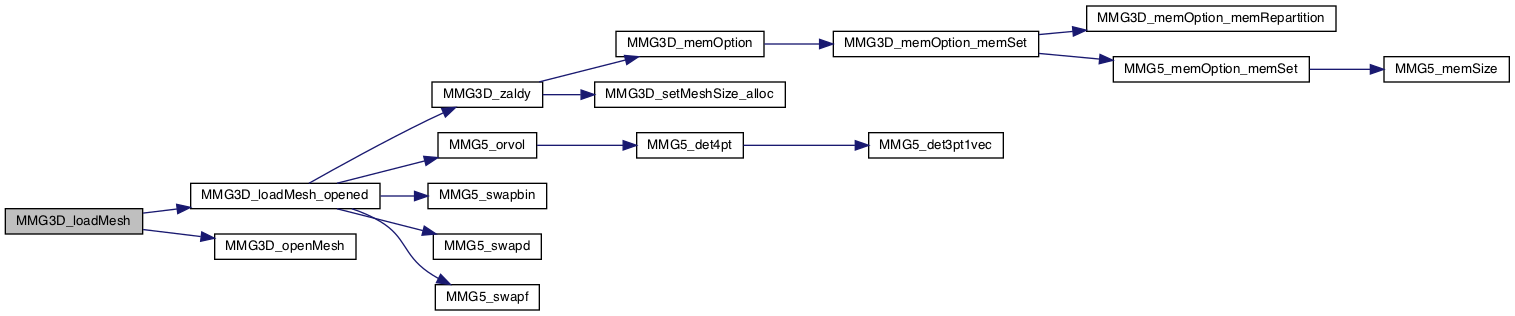 MMG3D_memOption_memRepartition
MMG3D_memOption
MMG3D_memOption_memSet
MMG5_memOption_memSet
MMG5_memSize
MMG3D_zaldy
MMG3D_setMeshSize_alloc
MMG5_orvol
MMG5_det4pt
MMG5_det3pt1vec
MMG3D_loadMesh_opened
MMG5_swapbin
MMG3D_loadMesh
MMG3D_openMesh
MMG5_swapd
MMG5_swapf